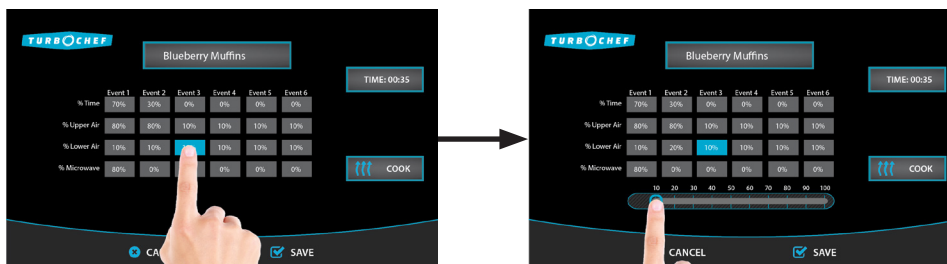 TURBOCHEF
Blueberry Muffins
TIME: 00:35
Event 1 Event 2 Event 3 Event 4 Event 5 Event 6
% Time 70% 30% 0% 0% 0% 0%
% Upper Air 80% 80% 10% 10% 10% 10%
% Lower Air 10% 10% 10% 10% 10%
% Microwave 80% 0% 0% 0% 0%
COOK
CA SAVE
TURBOCHEF
Blueberry Muffins
TIME: 00:35
Event 1 Event 2 Event 3 Event 4 Event 5 Event 6
% Time 70% 30% 0% 0% 0% 0%
% Upper Air 80% 80% 10% 10% 10% 10%
% Lower Air 10% 20% 10% 10% 10% 10%
% Microwave 80% 0% 0% 0% 0% 0%
COOK
10 20 30 40 50 60 70 80 90 100
CANCEL SAVE